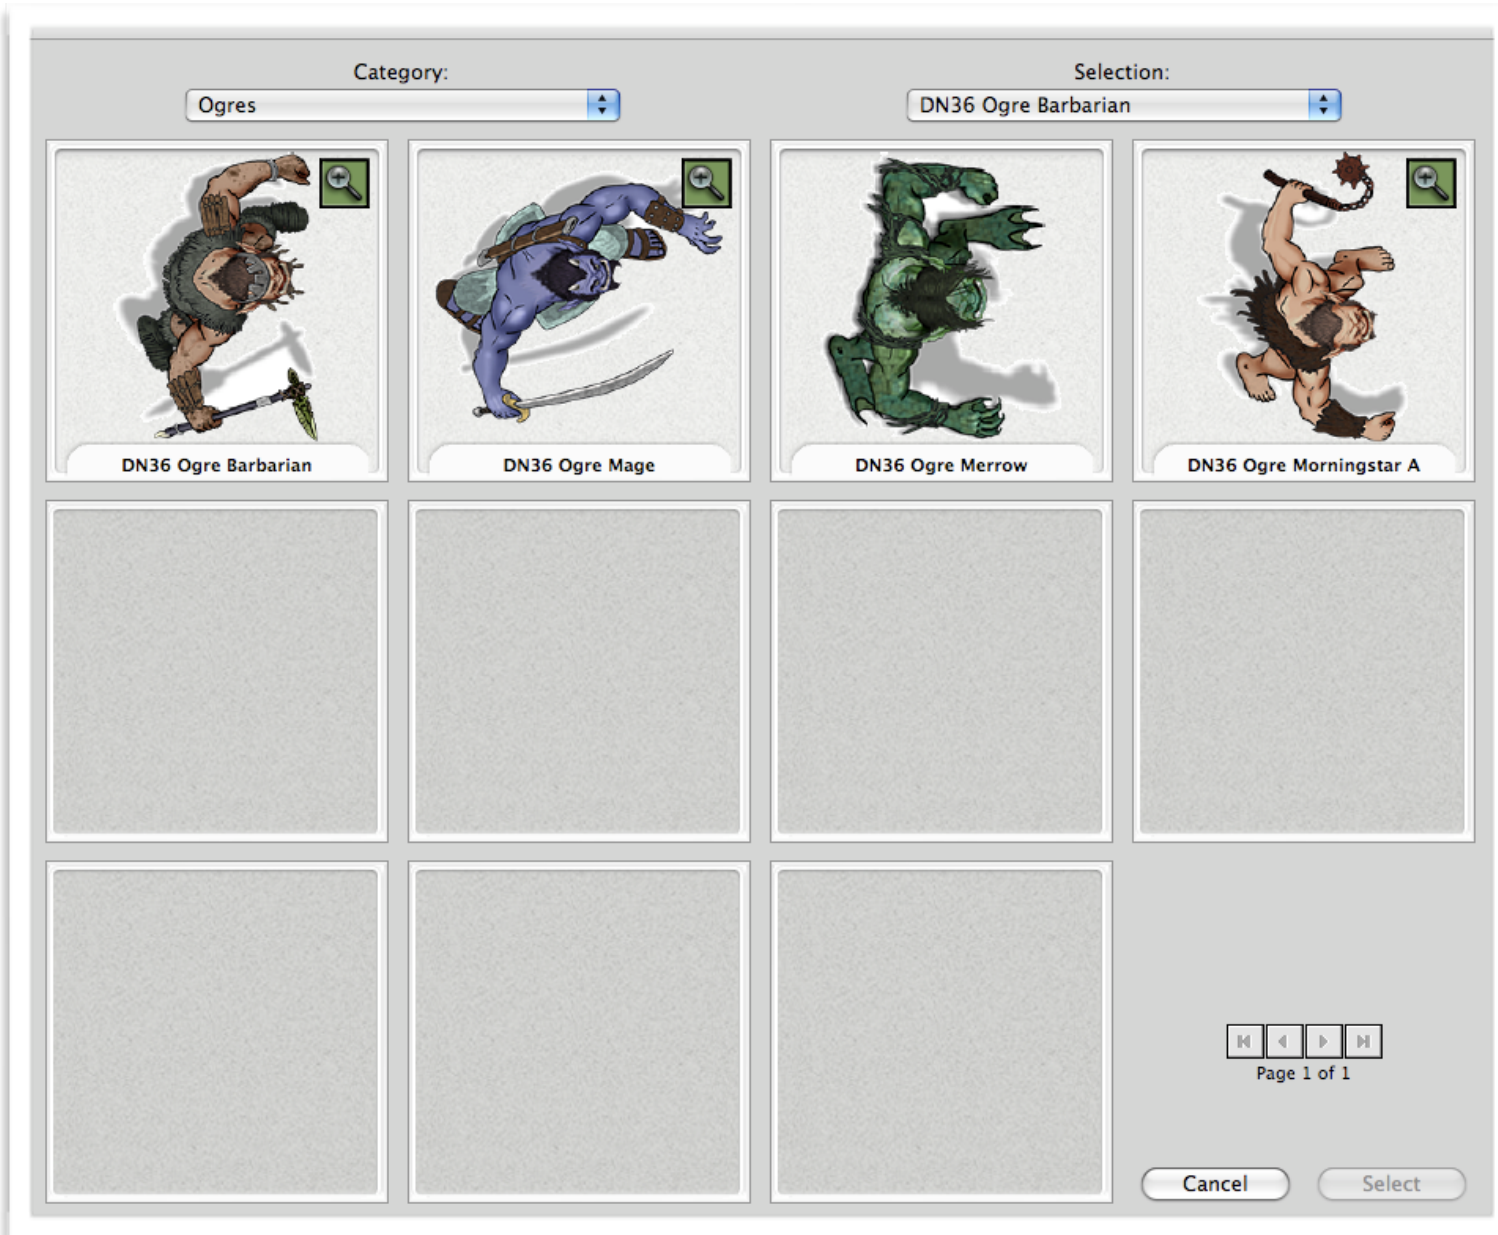 Category:
Selection:
Ogres
DN36 Ogre Barbarian
DN36 Ogre Barbarian
DN36 Ogre Mage
DN36 Ogre Merrow
DN36 Ogre Morningstar A
Page 1 of 1
Cancel
Select